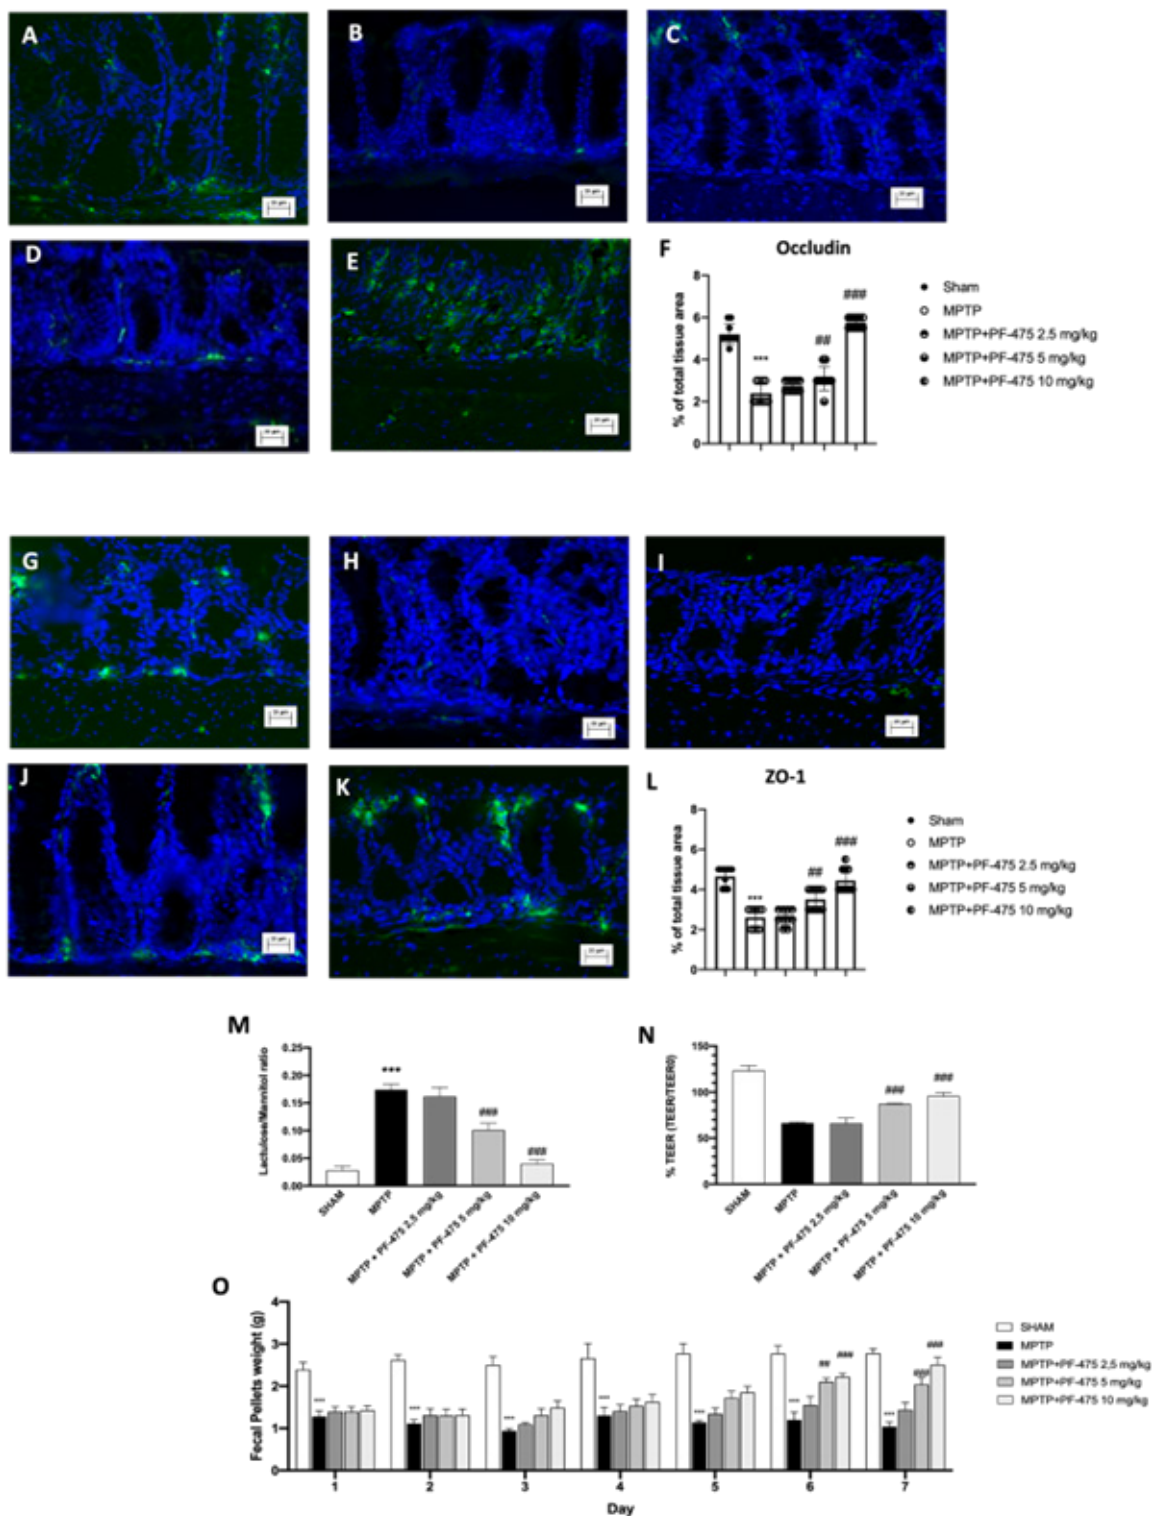 A
B
C
D
E
F
Occludin
% of total tissue area
8
6
4
2
0
***
##
###
Sham
MPTP
MPTP+PF-475 2.5 mg/kg
MPTP+PF-475 5 mg/kg
MPTP+PF-475 10 mg/kg
G
H
I
J
K
L
ZO-1
% of total tissue area
8
6
4
2
0
***
##
###
Sham
MPTP
MPTP+PF-475 2.5 mg/kg
MPTP+PF-475 5 mg/kg
MPTP+PF-475 10 mg/kg
M
Lactulose/Mannitol ratio
0.25
0.20
0.15
0.10
0.05
0.00
***
###
###
SHAM
MPTP
MPTP + PF-475 2,5 mg/kg
MPTP + PF-475 5 mg/kg
MPTP + PF-475 10 mg/kg
N
% TEER (TEER/TEER0)
150
100
50
0
###
###
SHAM
MPTP
MPTP + PF-475 2,5 mg/kg
MPTP + PF-475 5 mg/kg
MPTP + PF-475 10 mg/kg
O
Fecal Pellets weight (g)
4
3
2
1
0
***
***
***
***
***
***
##
###
***
###
###
1
2
3
4
5
6
7
Day
SHAM
MPTP
MPTP+PF-475 2,5 mg/kg
MPTP+PF-475 5 mg/kg
MPTP+PF-475 10 mg/kg